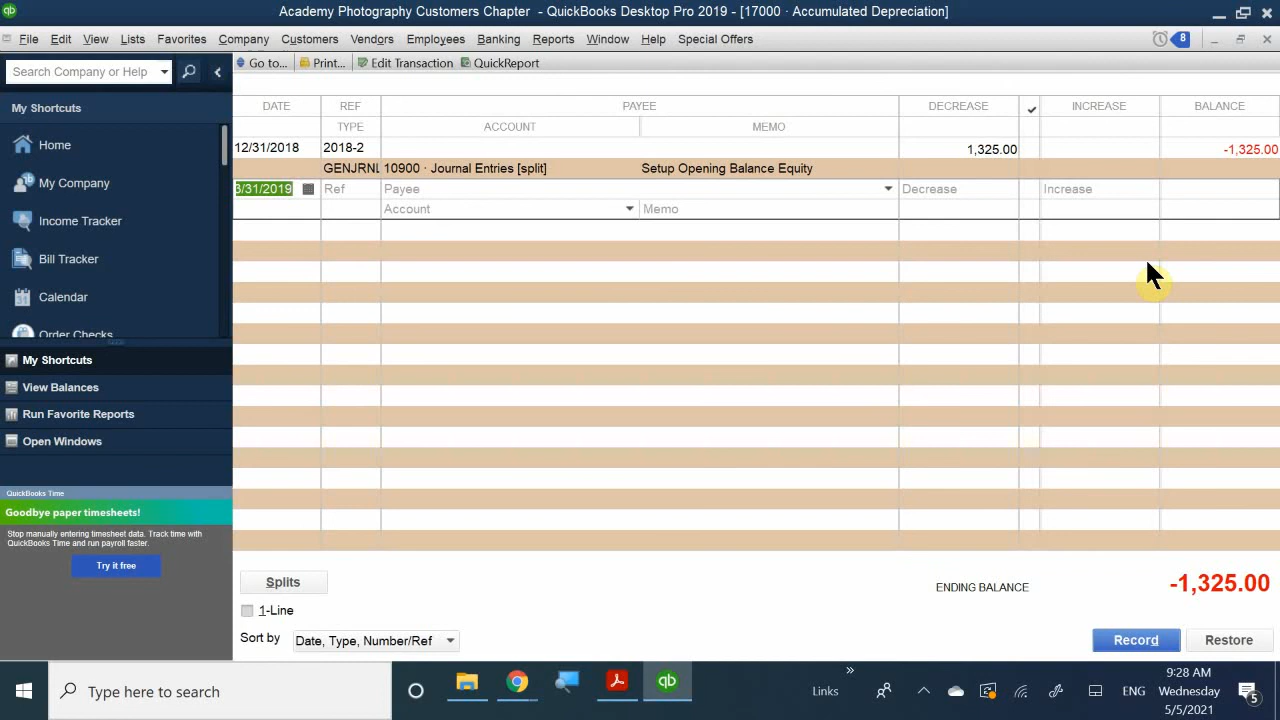 Academy Photography Customers Chapter - QuickBooks Desktop Pro 2019 - [17000 · Accumulated Depreciation]
File Edit View Lists Favorites Company Customers Vendors Employees Banking Reports Window Help Special Offers 8
Search Company or Help
Go to... Print... Edit Transaction QuickReport
My Shortcuts
Home
My Company
Income Tracker
Bill Tracker
Calendar
Order Checks
My Shortcuts
View Balances
Run Favorite Reports
Open Windows
QuickBooks Time
Goodbye paper timesheets!
Stop manually entering timesheet data. Track time with
QuickBooks Time and run payroll faster.
Try it free
DATE REF PAYEE DECREASE ✓ INCREASE BALANCE
TYPE ACCOUNT MEMO
12/31/2018 2018-2 1,325.00 -1,325.00
GENJRNL 10900 · Journal Entries [split] Setup Opening Balance Equity
3/31/2019 Ref Payee Decrease Increase
Account Memo
Splits
ENDING BALANCE -1,325.00
1-Line
Sort by Date, Type, Number/Ref
Record Restore
Type here to search
qb
Links
ENG
9:28 AM
Wednesday
5/5/2021
5